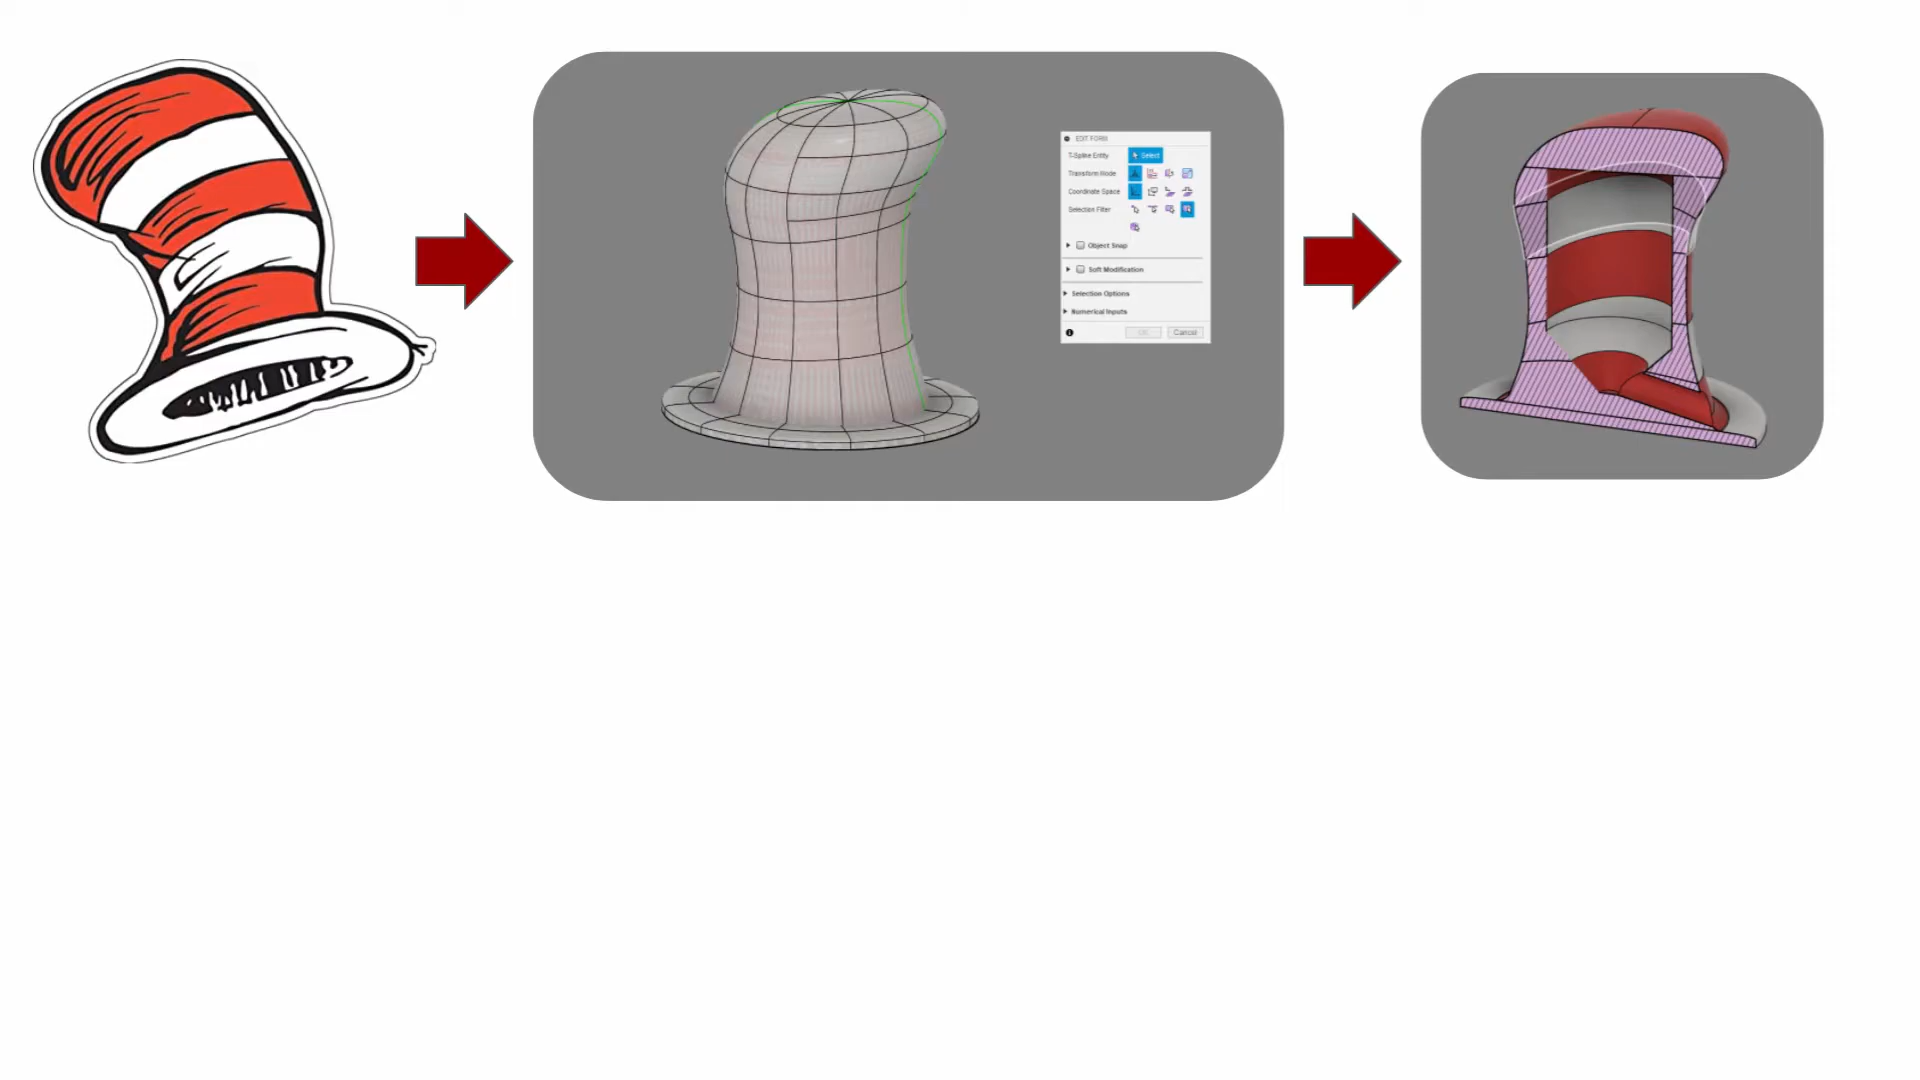 EDIT FORM
T-Spline Entity
Select
Transform Mode
Coordinate Space
Selection Filter
Object Snap
Soft Modification
Selection Options
Numerical Inputs
OK
Cancel